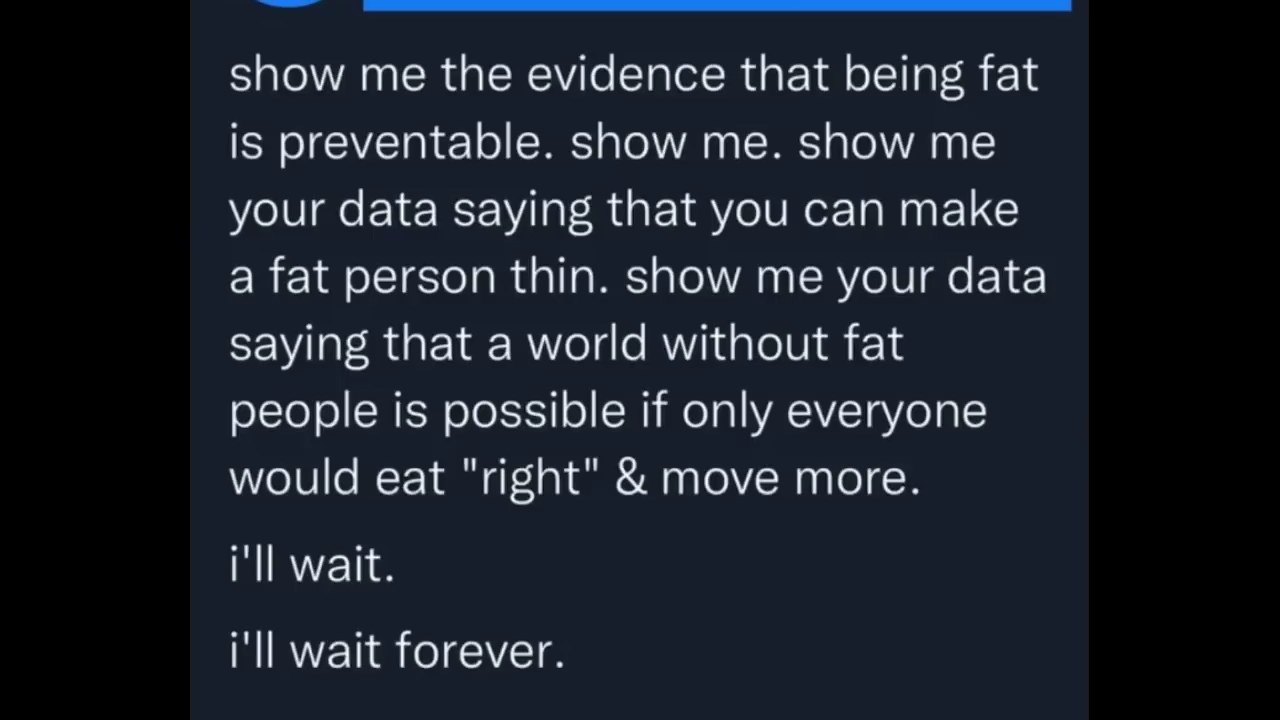 show me the evidence that being fat
is preventable. show me. show me
your data saying that you can make
a fat person thin. show me your data
saying that a world without fat
people is possible if only everyone
would eat "right" & move more.
i'll wait.
i'll wait forever.